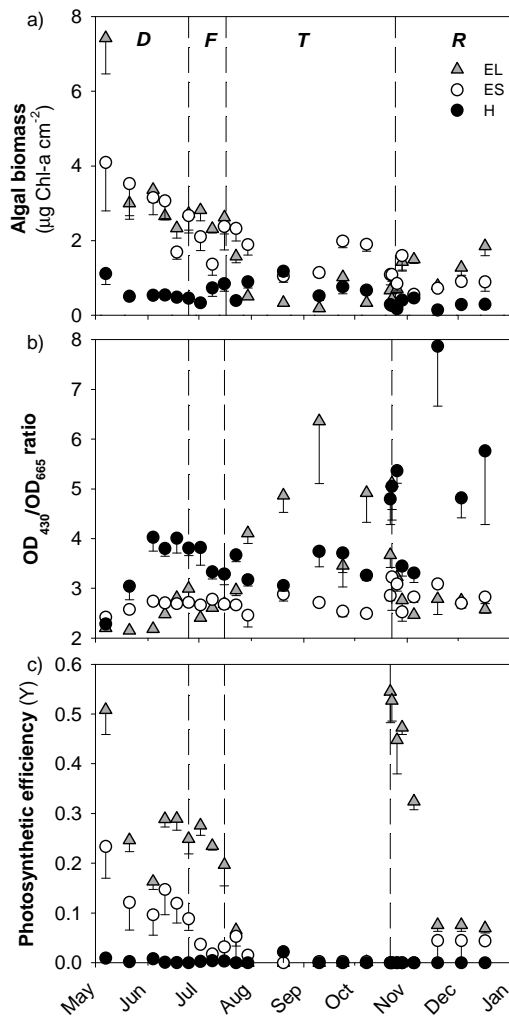 a)
D F T R
EL
ES
H
Algal biomass
(µg Chl-a cm-2)
8
6
4
2
0
b)
OD430/OD665 ratio
8
7
6
5
4
3
2
c)
Photosynthetic efficiency (Y)
0.6
0.5
0.4
0.3
0.2
0.1
0.0
May Jun Jul Aug Sep Oct Nov Dec Jan